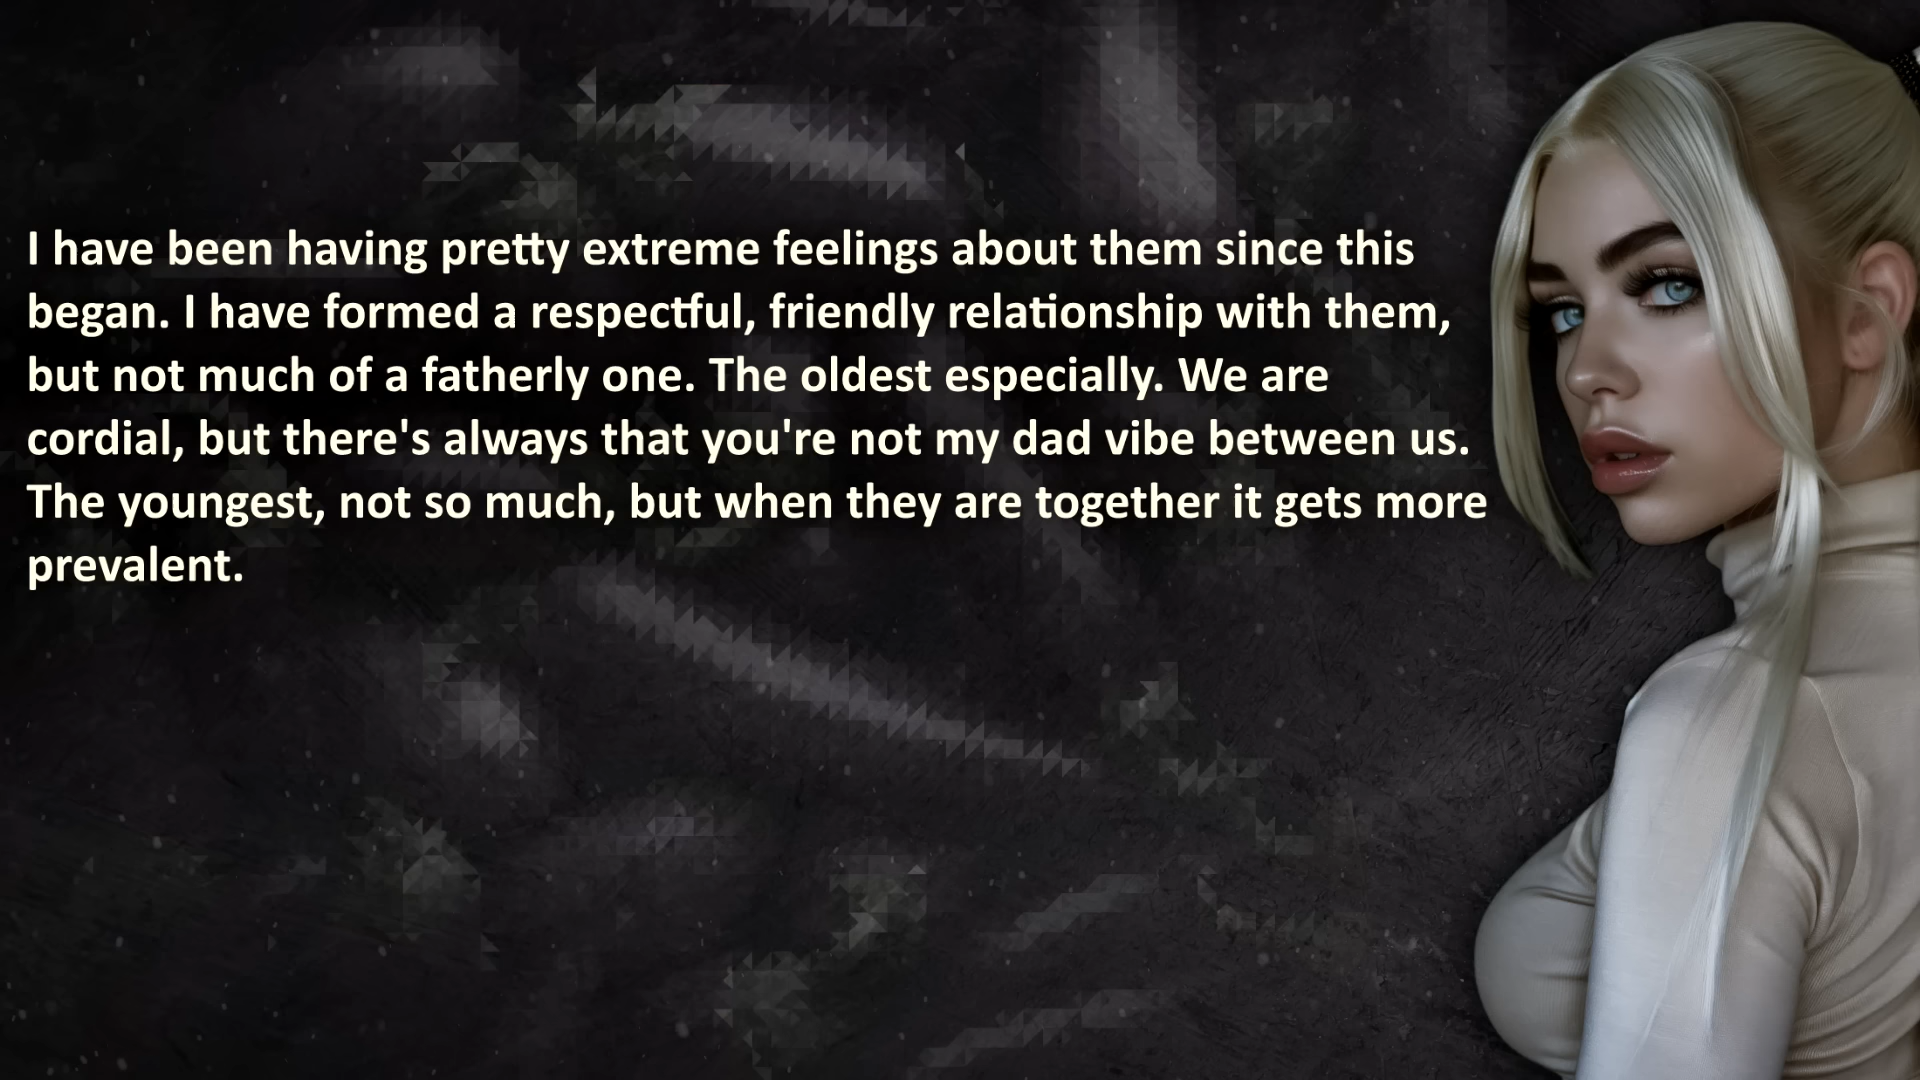 I have been having pretty extreme feelings about them since this
began. I have formed a respectful, friendly relationship with them,
but not much of a fatherly one. The oldest especially. We are
cordial, but there's always that you're not my dad vibe between us.
The youngest, not so much, but when they are together it gets more
prevalent.